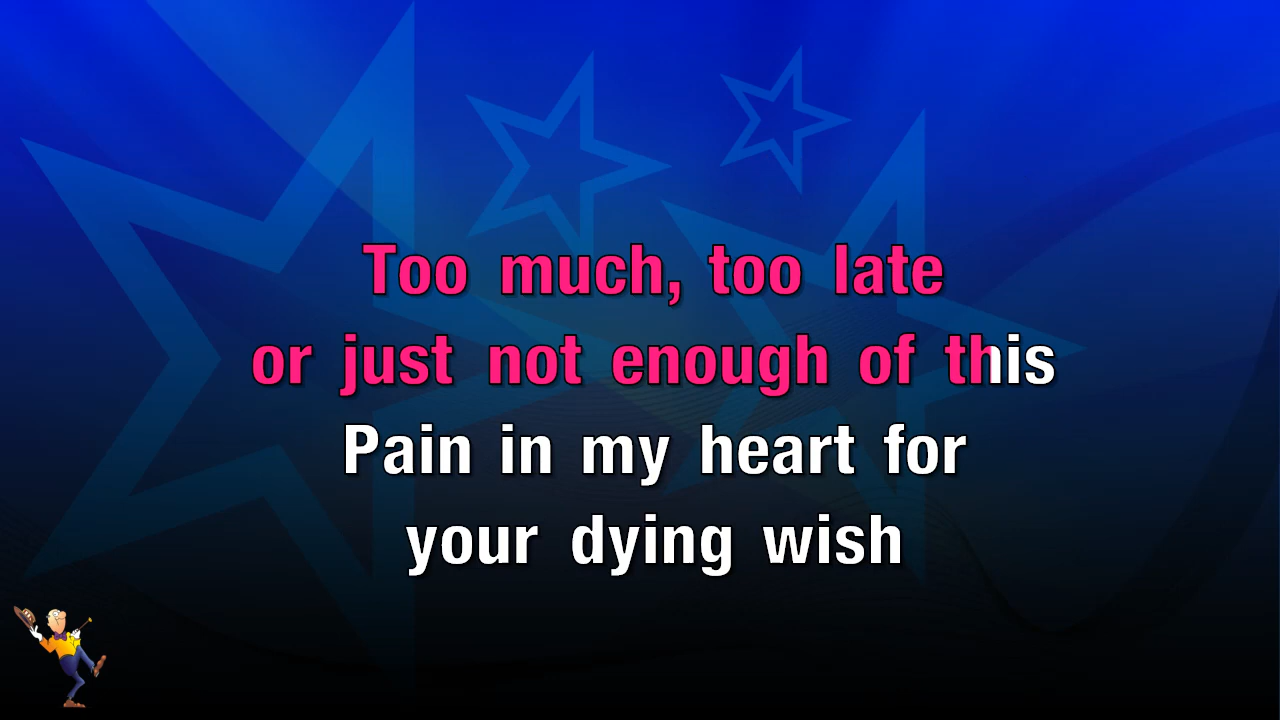 Too much, too late
or just not enough of this
Pain in my heart for
your dying wish